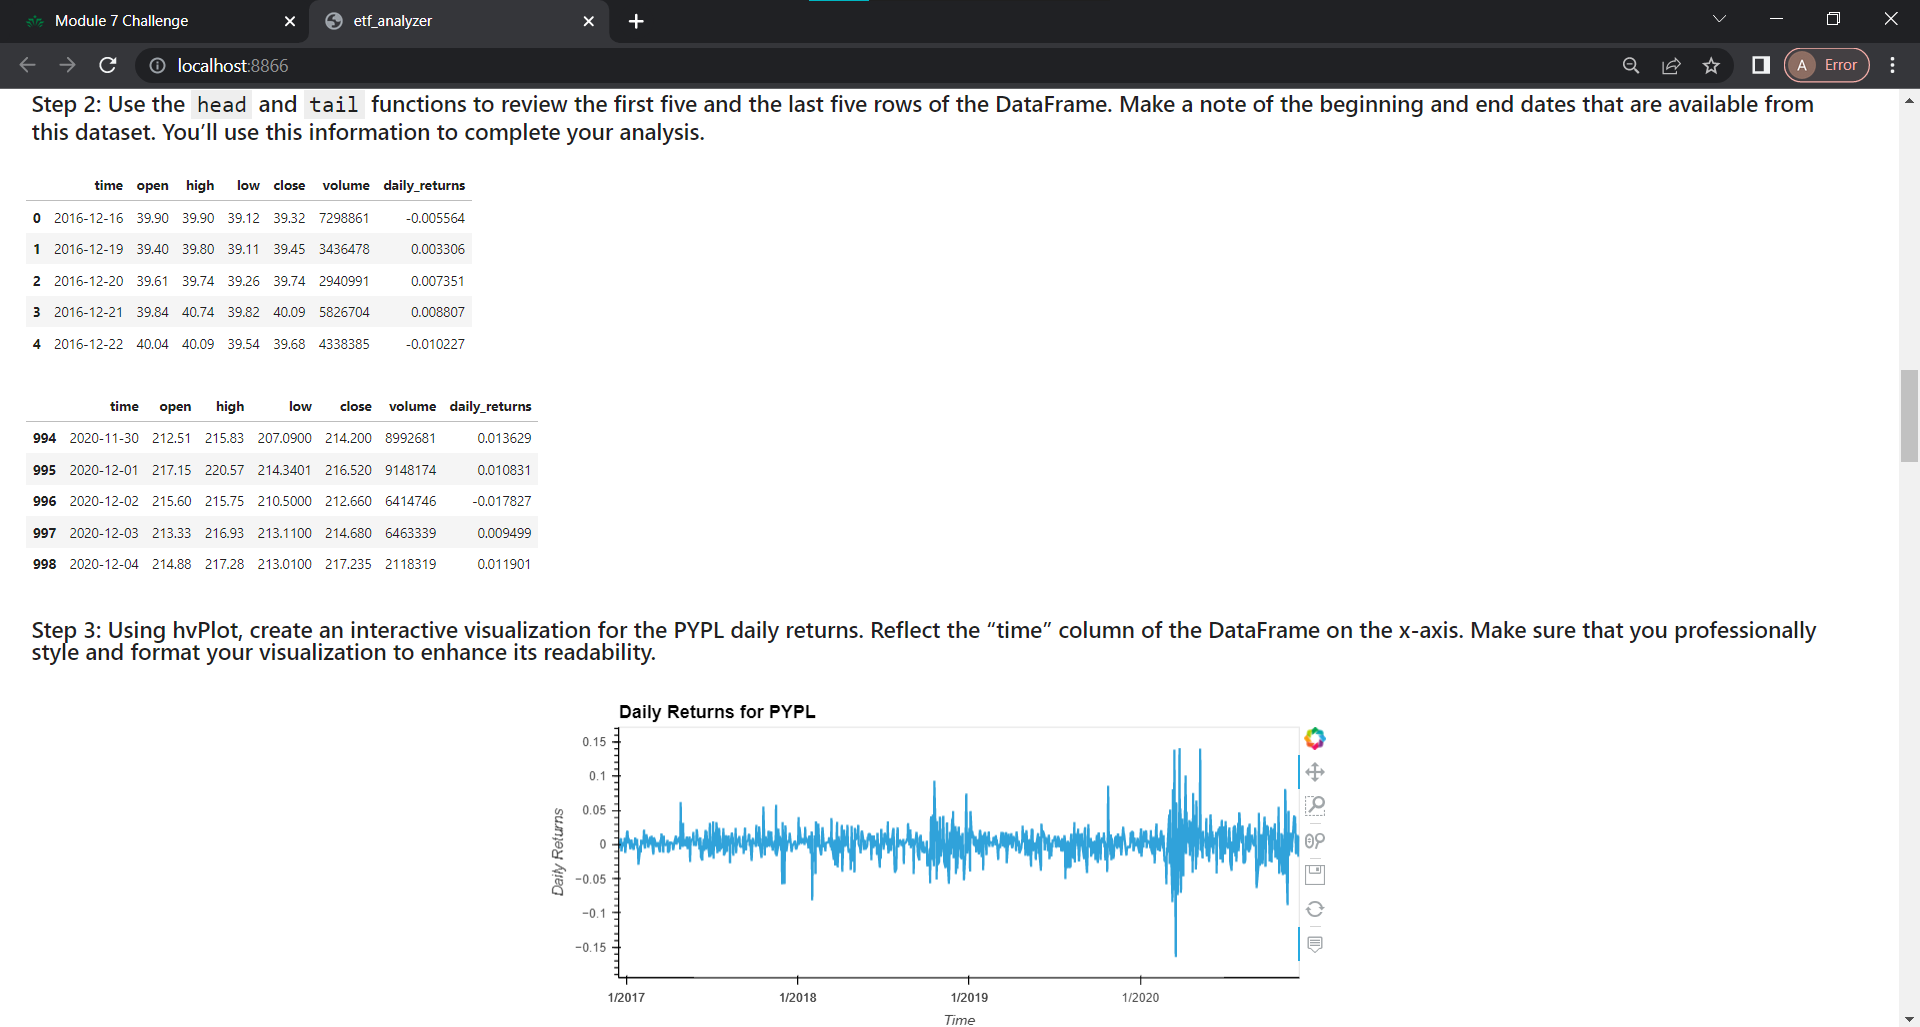 Module 7 Challenge
etf_analyzer
localhost:8866
A Error
Step 2: Use the head and tail functions to review the first five and the last five rows of the DataFrame. Make a note of the beginning and end dates that are available from
this dataset. You’ll use this information to complete your analysis.
time open high low close volume daily_returns
0 2016-12-16 39.90 39.90 39.12 39.32 7298861 -0.005564
1 2016-12-19 39.40 39.80 39.11 39.45 3436478 0.003306
2 2016-12-20 39.61 39.74 39.26 39.74 2940991 0.007351
3 2016-12-21 39.84 40.74 39.82 40.09 5826704 0.008807
4 2016-12-22 40.04 40.09 39.54 39.68 4338385 -0.010227
time open high low close volume daily_returns
994 2020-11-30 212.51 215.83 207.0900 214.200 8992681 0.013629
995 2020-12-01 217.15 220.57 214.3401 216.520 9148174 0.010831
996 2020-12-02 215.60 215.75 210.5000 212.660 6414746 -0.017827
997 2020-12-03 213.33 216.93 213.1100 214.680 6463339 0.009499
998 2020-12-04 214.88 217.28 213.0100 217.235 2118319 0.011901
Step 3: Using hvPlot, create an interactive visualization for the PYPL daily returns. Reflect the “time” column of the DataFrame on the x-axis. Make sure that you professionally
style and format your visualization to enhance its readability.
Daily Returns for PYPL
0.15
0.1
0.05
0
−0.05
−0.1
−0.15
Daily Returns
1/2017 1/2018 1/2019 1/2020
Time